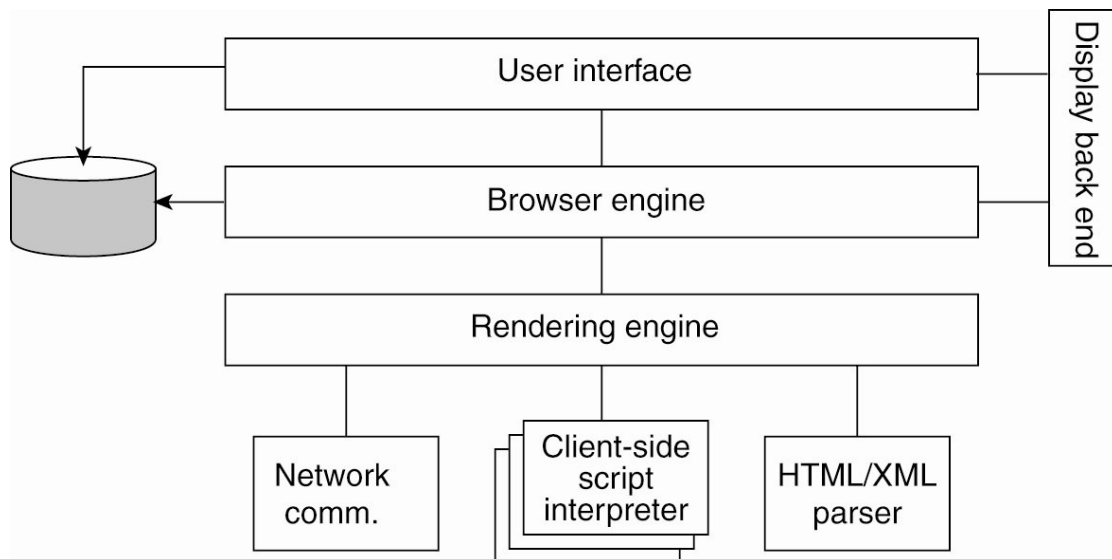 User interface
Display back end
Browser engine
Rendering engine
Network
comm.
Client-side
script
interpreter
HTML/XML
parser